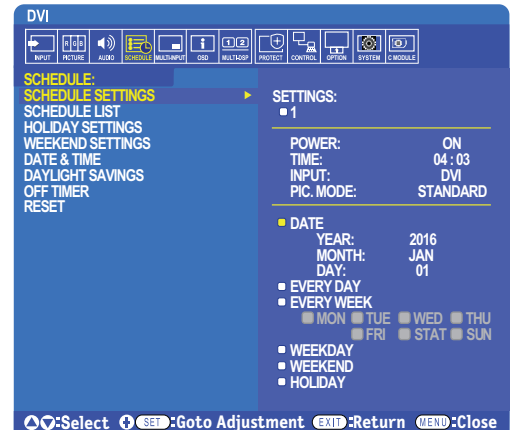 DVI
INPUT PICTURE AUDIO SCHEDULE MULTI-INPUT OSD MULTI-DSP PROTECT CONTROL OPTION SYSTEM C MODULE
R G B
1 2
SCHEDULE:
SCHEDULE SETTINGS
SCHEDULE LIST
HOLIDAY SETTINGS
WEEKEND SETTINGS
DATE & TIME
DAYLIGHT SAVINGS
OFF TIMER
RESET
SETTINGS:
1
POWER: ON
TIME: 04 : 03
INPUT: DVI
PIC. MODE: STANDARD
DATE
YEAR: 2016
MONTH: JAN
DAY: 01
EVERY DAY
EVERY WEEK
MON TUE WED THU
FRI STAT SUN
WEEKDAY
WEEKEND
HOLIDAY
:Select SET :Goto Adjustment EXIT :Return MENU :Close